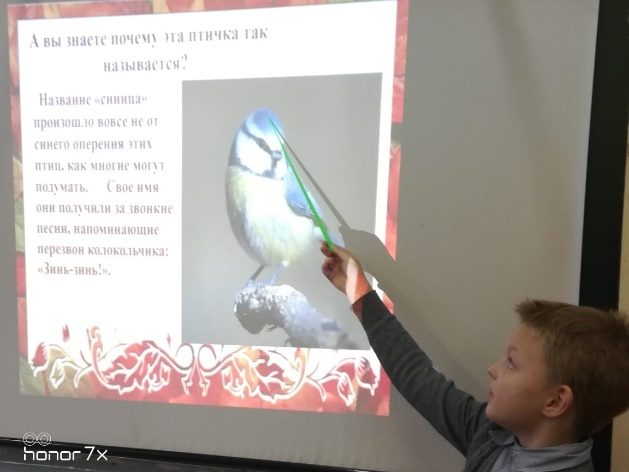 А вы знаете почему эта птичка так
называется?
Название «синица»
произошло вовсе не от
синего оперения этих
птиц, как многие могут
подумать. Свое имя
они получили за звонкие
песни, напоминающие
перезвон колокольчика:
«Зинь-зинь!».
honor 7x